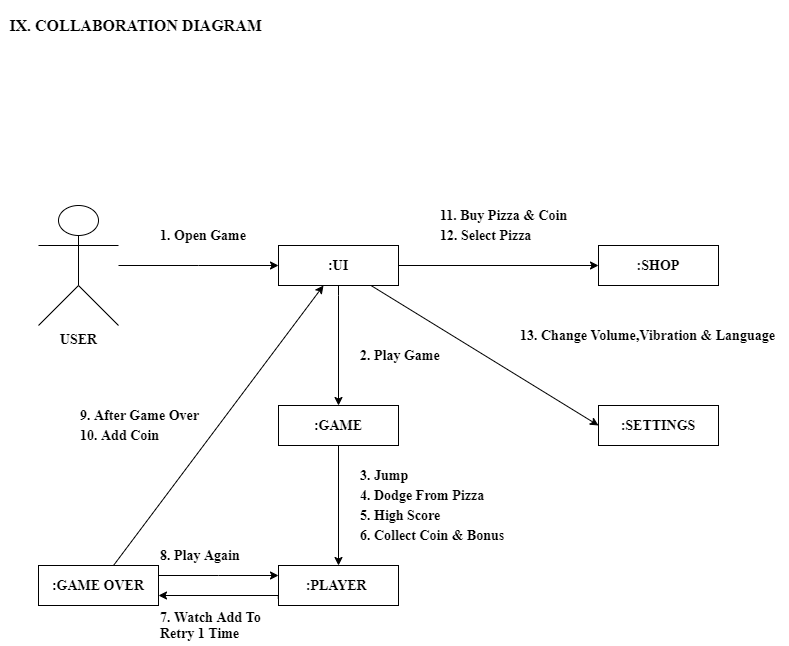 IX. COLLABORATION DIAGRAM
11. Buy Pizza & Coin
1. Open Game
12. Select Pizza
:UI
:SHOP
USER
13. Change Volume,Vibration & Language
2. Play Game
9. After Game Over
10. Add Coin
:GAME
:SETTINGS
3. Jump
4. Dodge From Pizza
5. High Score
6. Collect Coin & Bonus
8. Play Again
:GAME OVER
:PLAYER
7. Watch Add To
Retry 1 Time